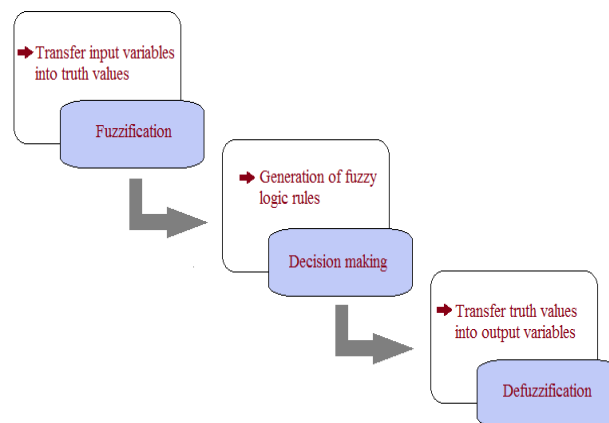 Transfer input variables
into truth values
Fuzzification
Generation of fuzzy
logic rules
Decision making
Transfer truth values
into output variables
Defuzzification